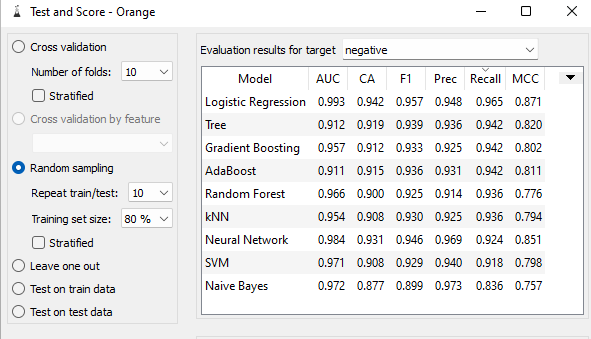 Test and Score - Orange
Cross validation
Number of folds: 10
Stratified
Cross validation by feature
Random sampling
Repeat train/test: 10
Training set size: 80 %
Stratified
Leave one out
Test on train data
Test on test data
Evaluation results for target negative
Model AUC CA F1 Prec Recall MCC
Logistic Regression 0.993 0.942 0.957 0.948 0.965 0.871
Tree 0.912 0.919 0.939 0.936 0.942 0.820
Gradient Boosting 0.957 0.912 0.933 0.925 0.942 0.802
AdaBoost 0.911 0.915 0.936 0.931 0.942 0.811
Random Forest 0.966 0.900 0.925 0.914 0.936 0.776
kNN 0.954 0.908 0.930 0.925 0.936 0.794
Neural Network 0.984 0.931 0.946 0.969 0.924 0.851
SVM 0.971 0.908 0.929 0.940 0.918 0.798
Naive Bayes 0.972 0.877 0.899 0.973 0.836 0.757